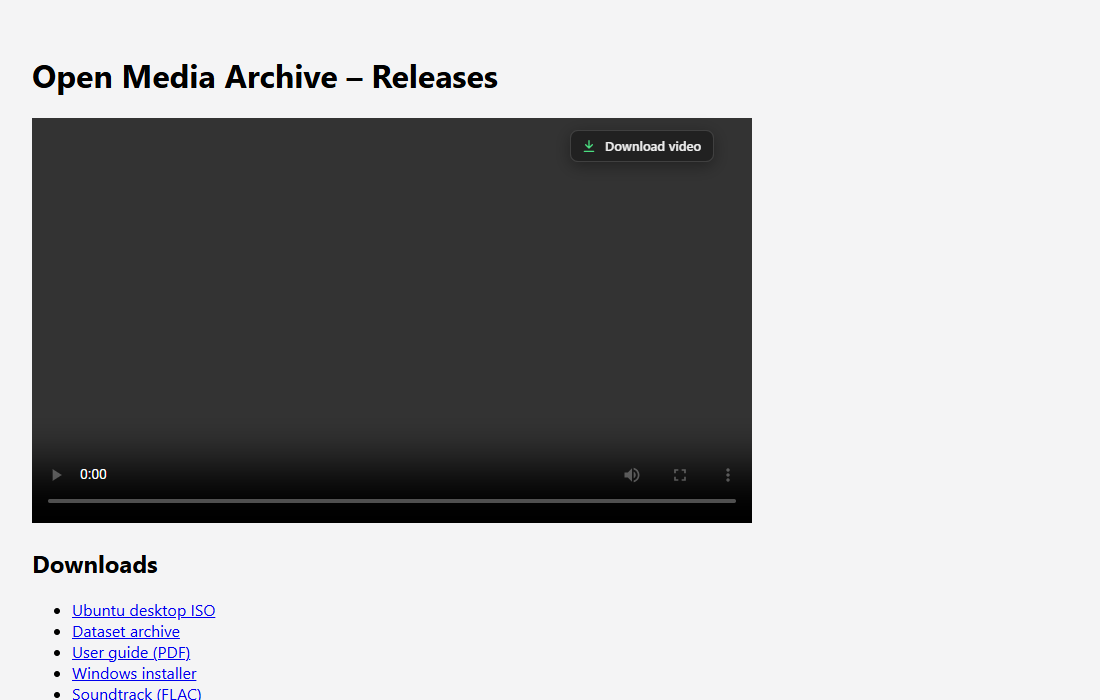 Open Media Archive – Releases
Download video
0:00
Downloads
Ubuntu desktop ISO
Dataset archive
User guide (PDF)
Windows installer
Soundtrack (FLAC)